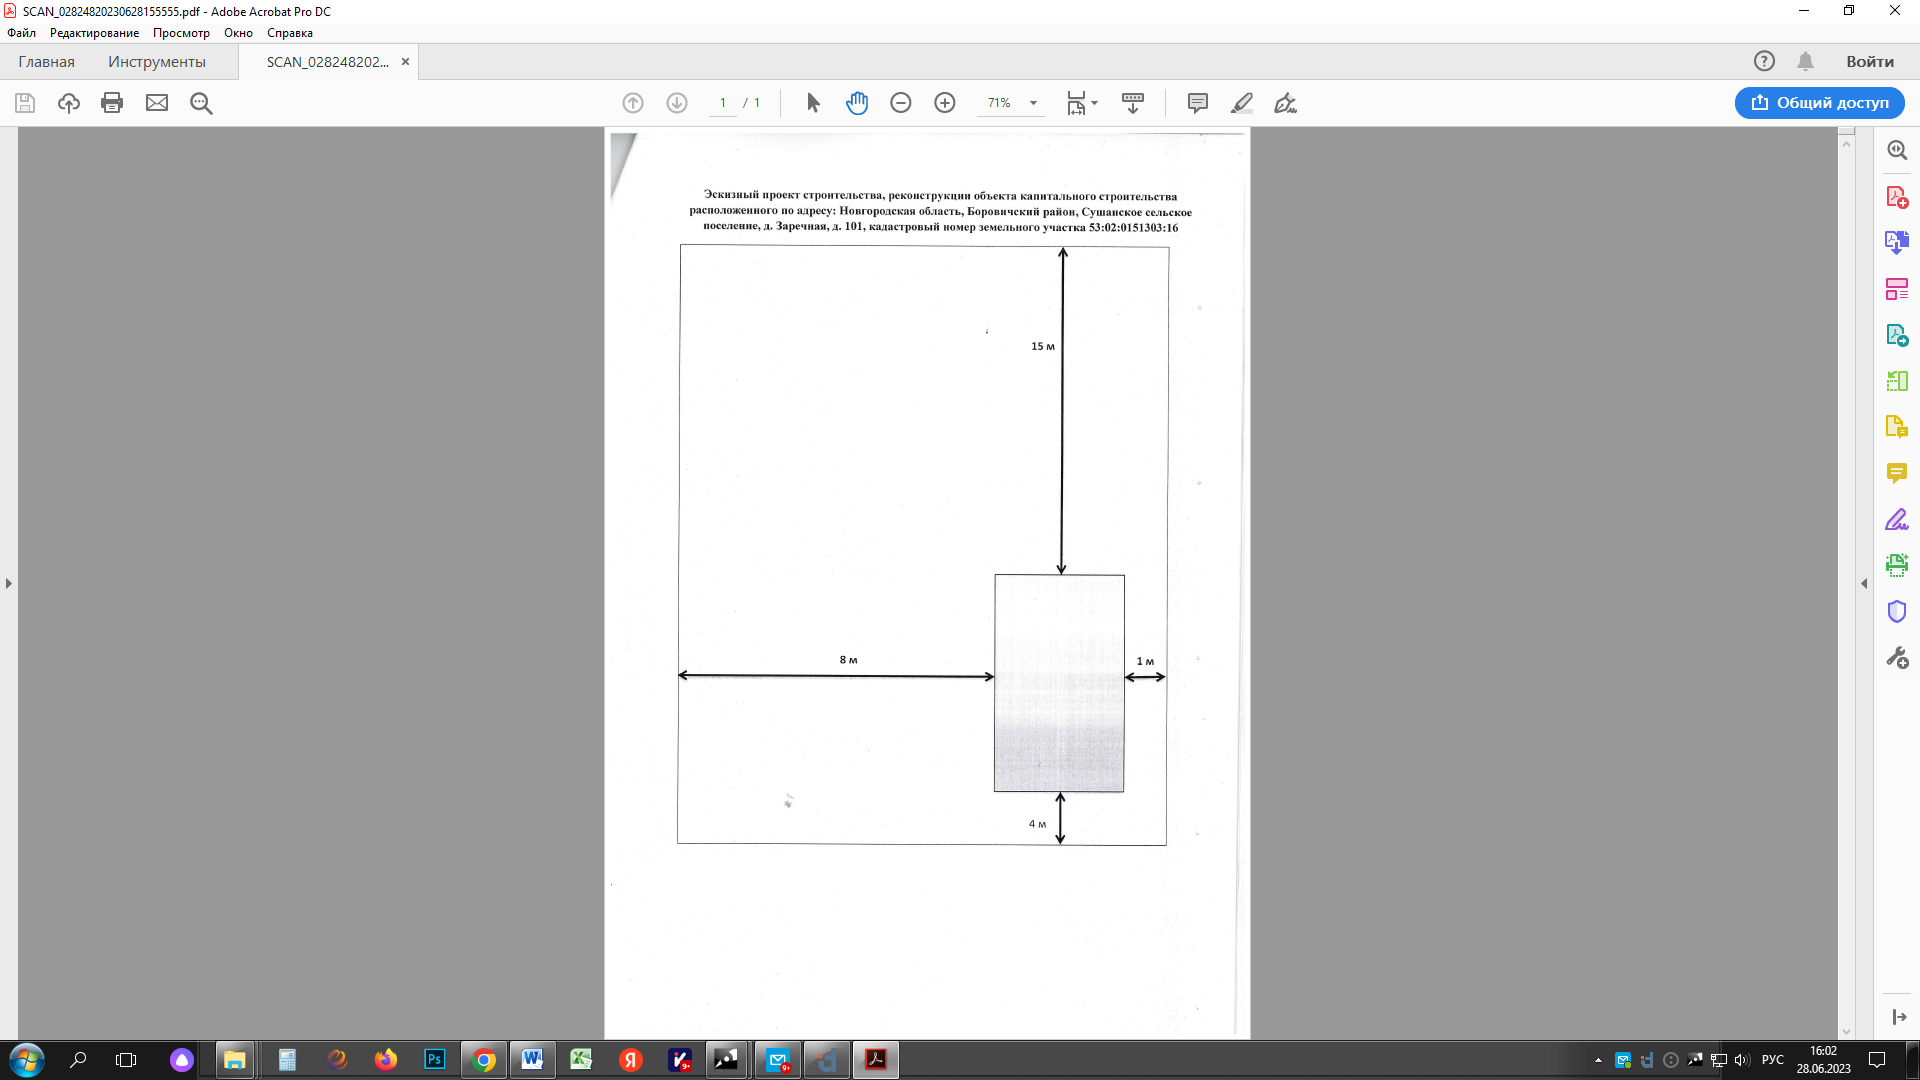 SCAN_02824820230628155555.pdf - Adobe Acrobat Pro DC
Файл Редактирование Просмотр Окно Справка
Главная Инструменты SCAN_028248202... × Войти
1 / 1 71% Общий доступ
Эскизный проект строительства, реконструкции объекта капитального строительства
расположенного по адресу: Новгородская область, Боровичский район, Сушанское сельское
поселение, д. Заречная, д. 101, кадастровый номер земельного участка 53:02:0151303:16
15 м
8 м
1 м
4 м
РУС
16:02
28.06.2023